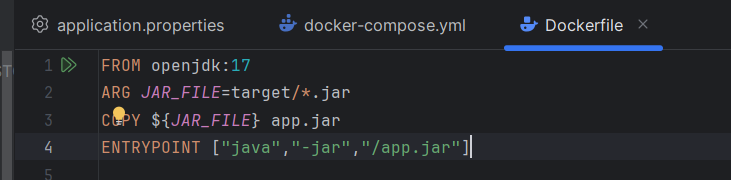 application.properties docker-compose.yml Dockerfile
1 FROM openjdk:17
2 ARG JAR_FILE=target/*.jar
3 COPY ${JAR_FILE} app.jar
4 ENTRYPOINT ["java","-jar","/app.jar"]
5